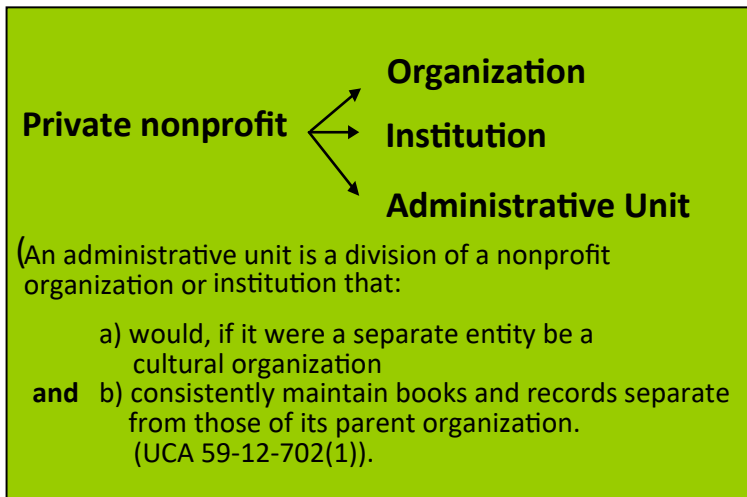 Organization
Private nonprofit
Institution
Administrative Unit
(An administrative unit is a division of a nonprofit
organization or institution that:
a) would, if it were a separate entity be a
cultural organization
and b) consistently maintain books and records separate
from those of its parent organization.
(UCA 59-12-702(1)).